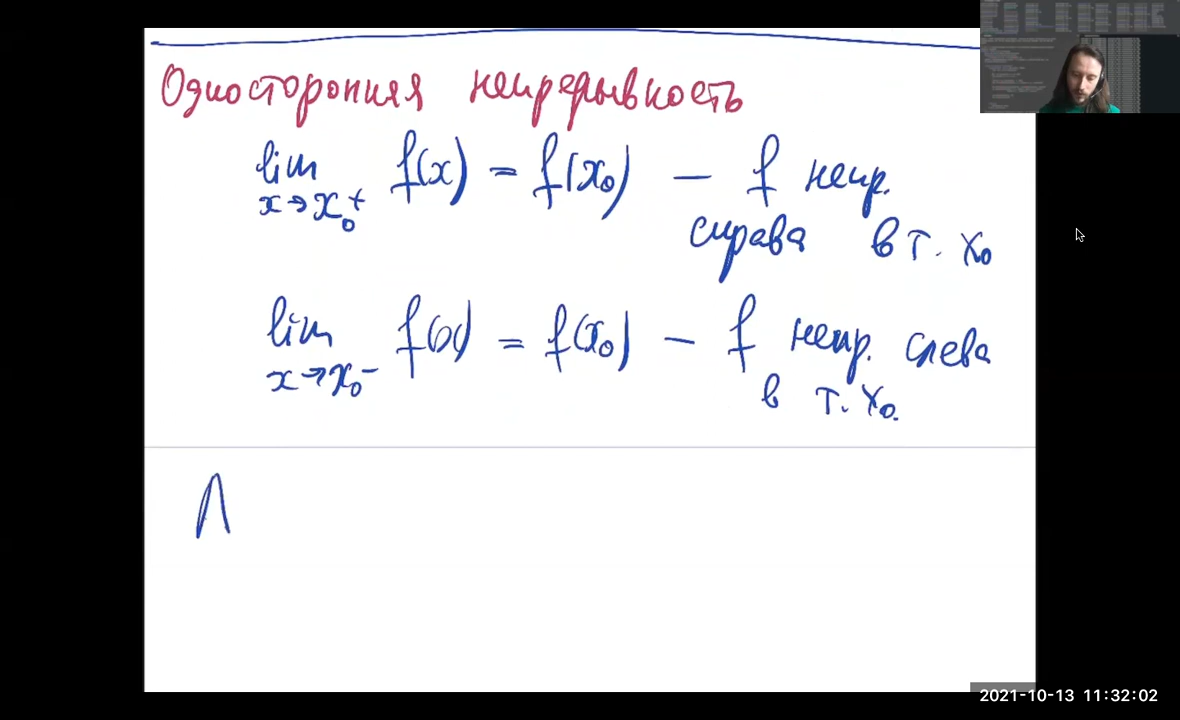 Односторонняя непрерывность
lim f(x) = f(x₀) – f непр.
x→x₀+
справа в т. x₀
lim f(x) = f(x₀) – f непр. слева
x→x₀–
в т. x₀.
Л
2021-10-13 11:32:02